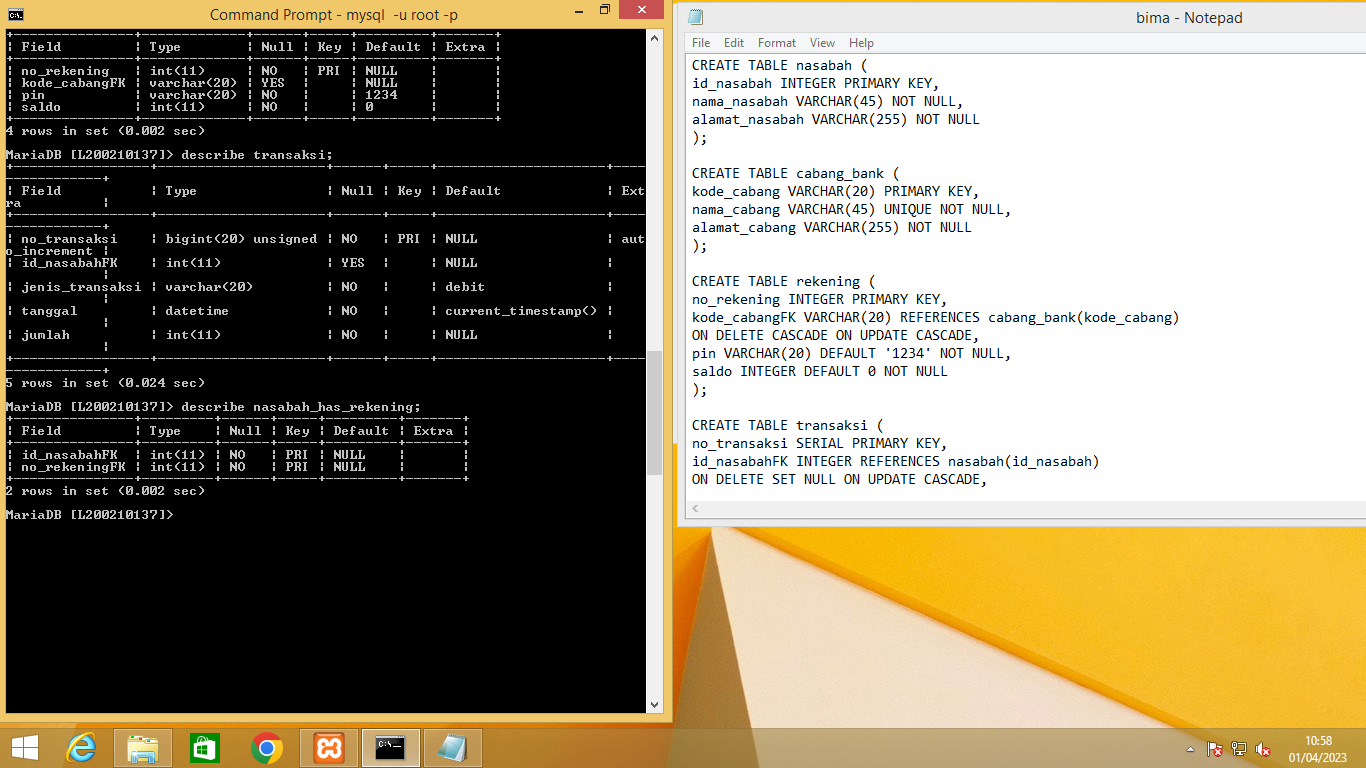 Command Prompt - mysql  -u root -p
| Field | Type | Null | Key | Default | Extra |
| no_rekening | int(11) | NO | PRI | NULL | |
| kode_cabangFK | varchar(20) | YES | | NULL | |
| pin | varchar(20) | NO | | 1234 | |
| saldo | int(11) | NO | | 0 | |
4 rows in set (0.002 sec)
MariaDB [L200210137]> describe transaksi;
| Field | Type | Null | Key | Default | Ext
ra |
| no_transaksi | bigint(20) unsigned | NO | PRI | NULL | aut
o_increment |
| id_nasabahFK | int(11) | YES | | NULL |
|
| jenis_transaksi | varchar(20) | NO | | debit |
|
| tanggal | datetime | NO | | current_timestamp() |
|
| jumlah | int(11) | NO | | NULL |
|
5 rows in set (0.024 sec)
MariaDB [L200210137]> describe nasabah_has_rekening;
| Field | Type | Null | Key | Default | Extra |
| id_nasabahFK | int(11) | NO | PRI | NULL | |
| no_rekeningFK | int(11) | NO | PRI | NULL | |
2 rows in set (0.002 sec)
MariaDB [L200210137]>
bima - Notepad
File Edit Format View Help
CREATE TABLE nasabah (
id_nasabah INTEGER PRIMARY KEY,
nama_nasabah VARCHAR(45) NOT NULL,
alamat_nasabah VARCHAR(255) NOT NULL
);
CREATE TABLE cabang_bank (
kode_cabang VARCHAR(20) PRIMARY KEY,
nama_cabang VARCHAR(45) UNIQUE NOT NULL,
alamat_cabang VARCHAR(255) NOT NULL
);
CREATE TABLE rekening (
no_rekening INTEGER PRIMARY KEY,
kode_cabangFK VARCHAR(20) REFERENCES cabang_bank(kode_cabang)
ON DELETE CASCADE ON UPDATE CASCADE,
pin VARCHAR(20) DEFAULT '1234' NOT NULL,
saldo INTEGER DEFAULT 0 NOT NULL
);
CREATE TABLE transaksi (
no_transaksi SERIAL PRIMARY KEY,
id_nasabahFK INTEGER REFERENCES nasabah(id_nasabah)
ON DELETE SET NULL ON UPDATE CASCADE,
10:58
01/04/2023